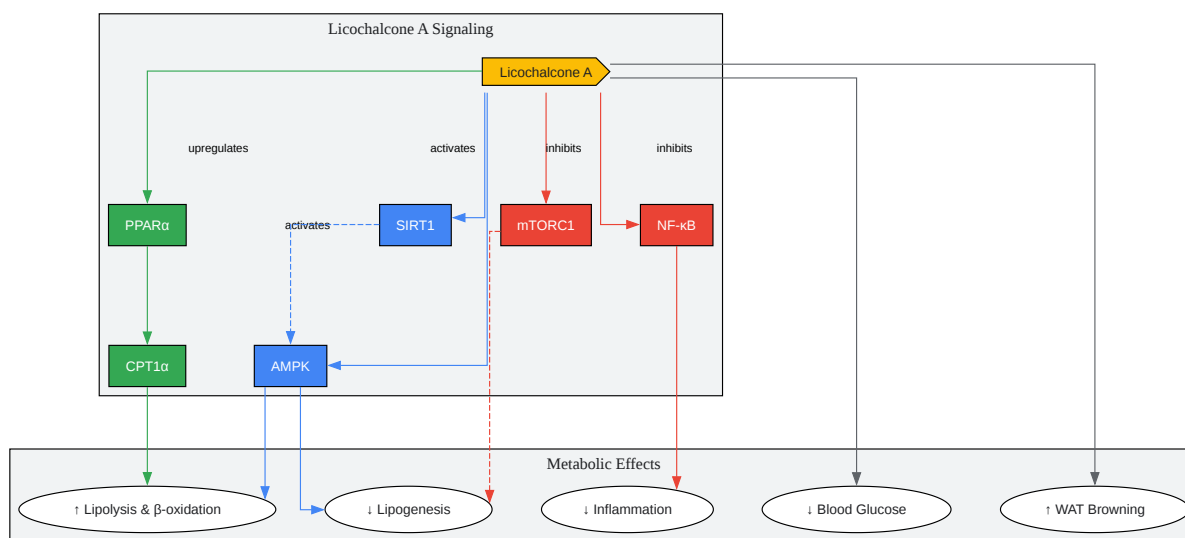 Licochalcone A Signaling
Licochalcone A
upregulates
activates
inhibits
inhibits
PPARα
activates
SIRT1
mTORC1
NF-κB
CPT1α
AMPK
Metabolic Effects
↑ Lipolysis & β-oxidation
↓ Lipogenesis
↓ Inflammation
↓ Blood Glucose
↑ WAT Browning